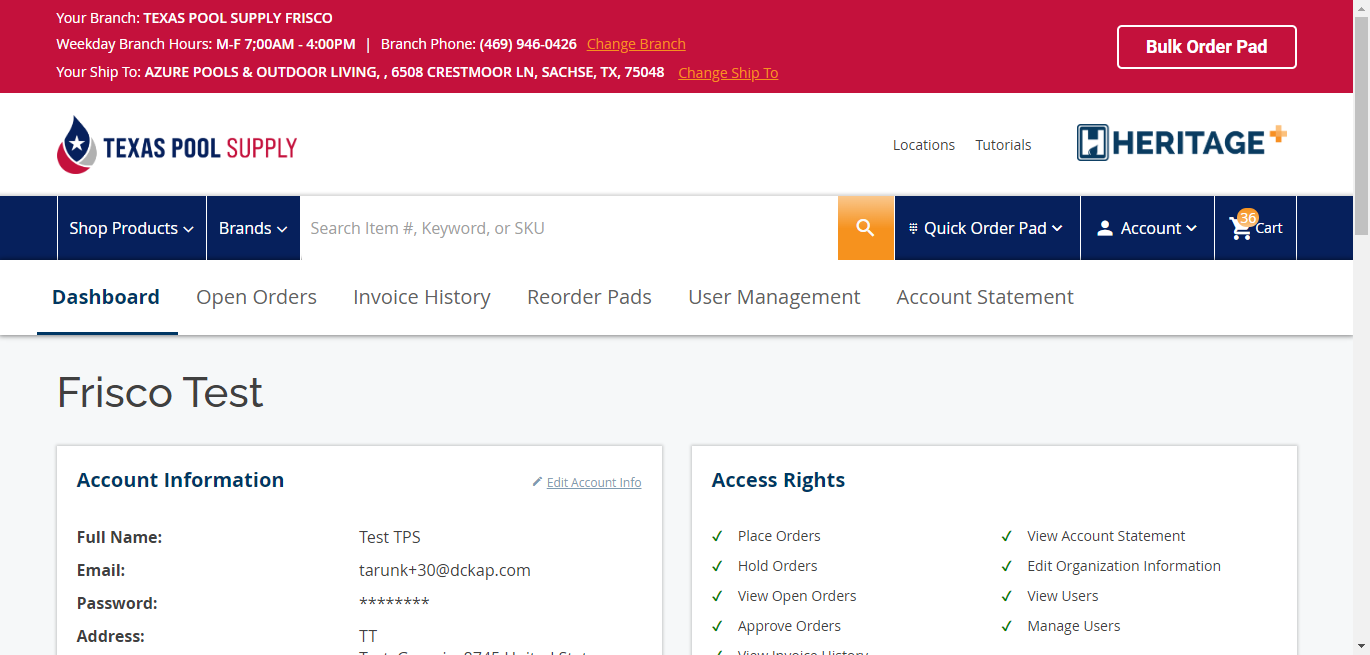 Your Branch: TEXAS POOL SUPPLY FRISCO
Weekday Branch Hours: M-F 7;00AM - 4:00PM | Branch Phone: (469) 946-0426 Change Branch
Your Ship To: AZURE POOLS & OUTDOOR LIVING, , 6508 CRESTMOOR LN, SACHSE, TX, 75048 Change Ship To
Bulk Order Pad
TEXAS POOL SUPPLY
Locations Tutorials
HERITAGE+
Shop Products Brands Search Item #, Keyword, or SKU Quick Order Pad Account 36 Cart
Dashboard Open Orders Invoice History Reorder Pads User Management Account Statement
Frisco Test
Account Information Edit Account Info
Full Name: Test TPS
Email: tarunk+30@dckap.com
Password: ********
Address: TT
Access Rights
Place Orders View Account Statement
Hold Orders Edit Organization Information
View Open Orders View Users
Approve Orders Manage Users
View Invoice History